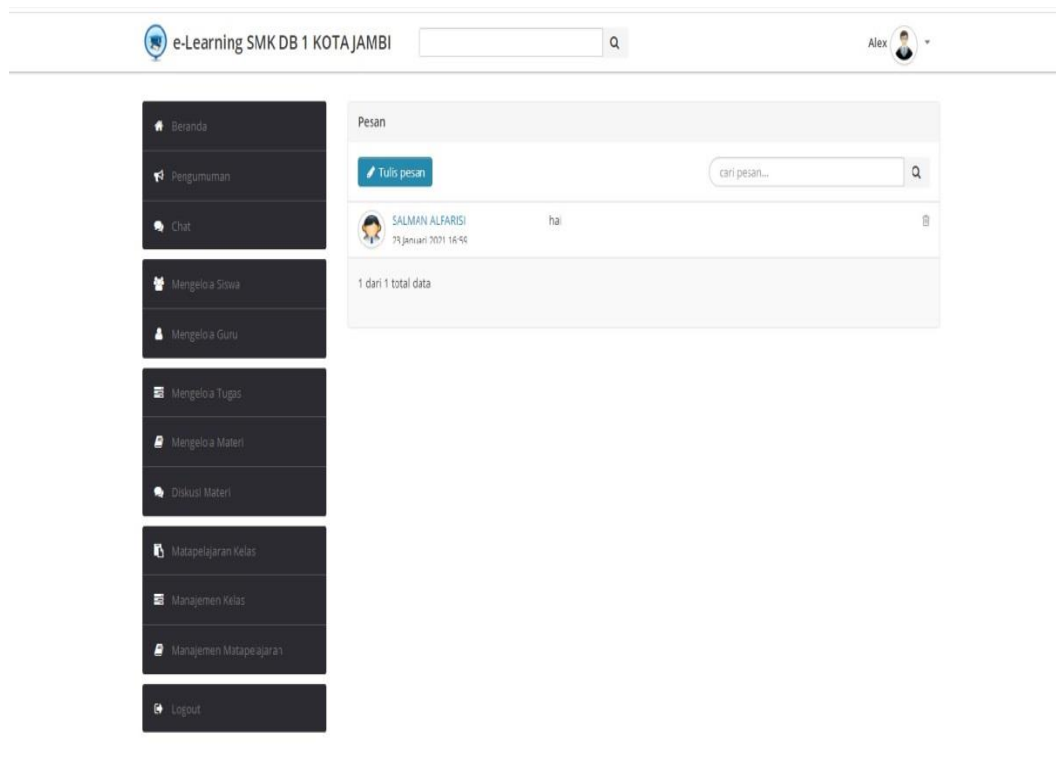 e-Learning SMK DB 1 KOTA JAMBI
Alex
Beranda
Pengumuman
Chat
Mengelola Siswa
Mengelola Guru
Mengelola Tugas
Mengelola Materi
Diskusi Materi
Matapelajaran Kelas
Manajemen Kelas
Manajemen Matapelajaran
Logout
Pesan
Tulis pesan
cari pesan...
SALMAN ALFARISI
hai
23 Januari 2021 16:59
1 dari 1 total data